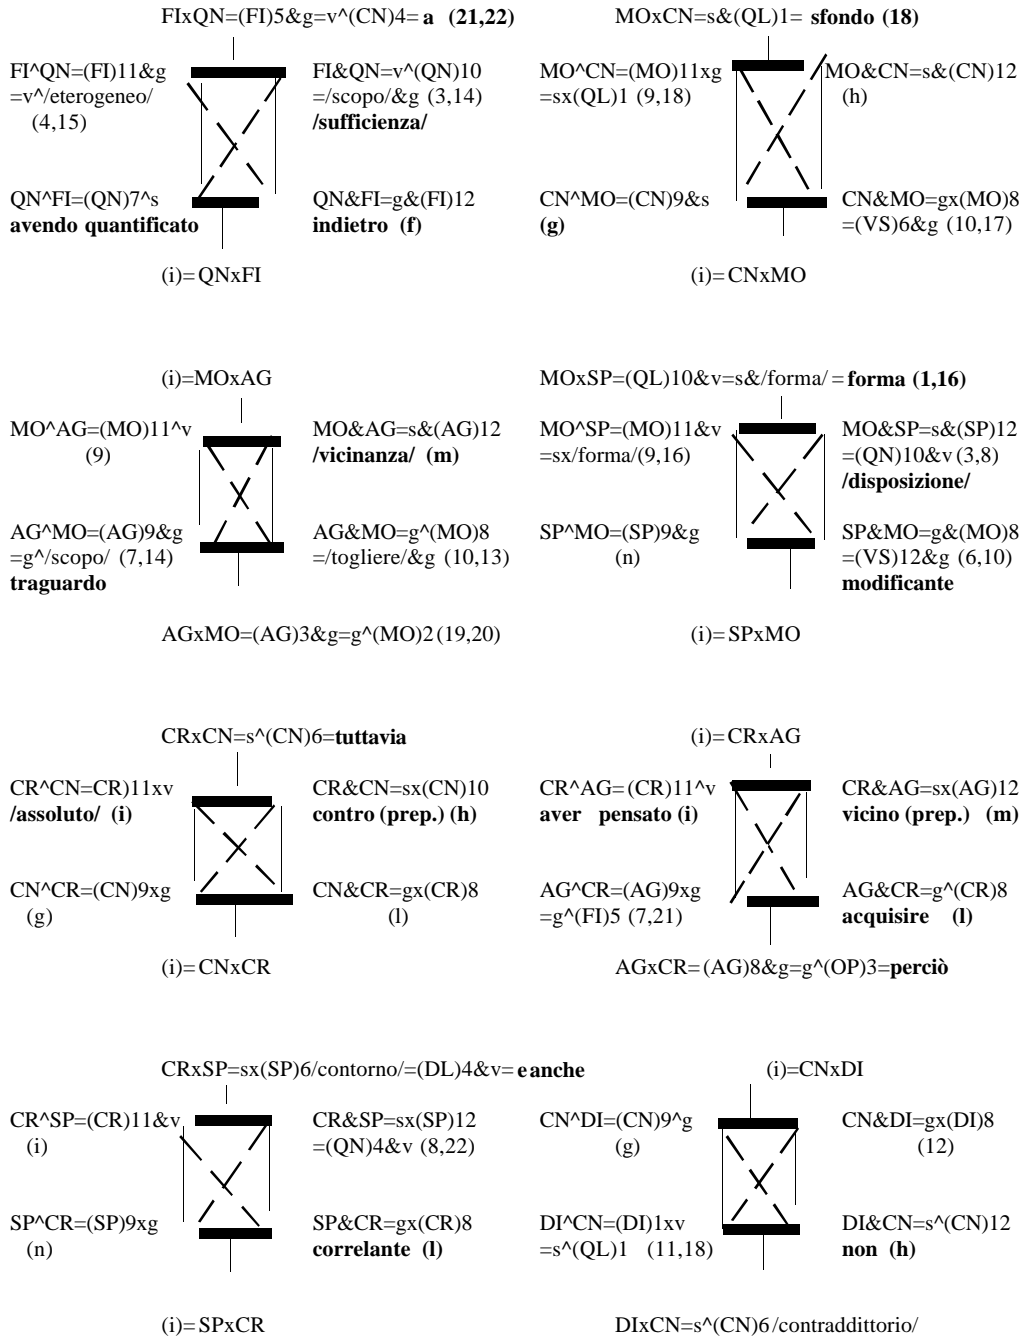 FIxQN=(FI)5&g=v^(CN)4= a (21,22)
FI^QN=(FI)11&g
=v^/eterogeneo/
(4,15)
FI&QN=v^(QN)10
=/scopo/&g (3,14)
/sufficienza/
QN^FI=(QN)7^s
avendo quantificato
QN&FI=g&(FI)12
indietro (f)
(i)=QNxFI
MOxCN=s&(QL)1= sfondo (18)
MO^CN=(MO)11xg
=sx(QL)1 (9,18)
MO&CN=s&(CN)12
(h)
CN^MO=(CN)9&s
(g)
CN&MO=gx(MO)8
=(VS)6&g (10,17)
(i)=CNxMO
(i)=MOxAG
MO^AG=(MO)11^v
(9)
MO&AG=s&(AG)12
/vicinanza/ (m)
AG^MO=(AG)9&g
=g^/scopo/ (7,14)
traguardo
AG&MO=g^(MO)8
=/togliere/&g (10,13)
AGxMO=(AG)3&g=g^(MO)2(19,20)
MOxSP=(QL)10&v=s&/forma/=forma (1,16)
MO^SP=(MO)11&v
=sx/forma/(9,16)
MO&SP=s&(SP)12
=(QN)10&v(3,8)
/disposizione/
SP^MO=(SP)9&g
(n)
SP&MO=g&(MO)8
=(VS)12&g (6,10)
modificante
(i)=SPxMO
CRxCN=s^(CN)6=tuttavia
CR^CN=CR)11xv
/assoluto/ (i)
CR&CN=sx(CN)10
contro (prep.) (h)
CN^CR=(CN)9xg
(g)
CN&CR=gx(CR)8
(l)
(i)=CNxCR
(i)=CRxAG
CR^AG=(CR)11^v
aver pensato (i)
CR&AG=sx(AG)12
vicino (prep.) (m)
AG^CR=(AG)9xg
=g^(FI)5 (7,21)
AG&CR=g^(CR)8
acquisire (l)
AGxCR=(AG)8&g=g^(OP)3=perciò
CRxSP=sx(SP)6/contorno/=(DL)4&v= e anche
CR^SP=(CR)11&v
(i)
CR&SP=sx(SP)12
=(QN)4&v (8,22)
SP^CR=(SP)9xg
(n)
SP&CR=gx(CR)8
correlante (l)
(i)=SPxCR
(i)=CNxDI
CN^DI=(CN)9^g
(g)
CN&DI=gx(DI)8
(12)
DI^CN=(DI)1xv
=s^(QL)1 (11,18)
DI&CN=s^(CN)12
non (h)
DIxCN=s^(CN)6/contraddittorio/